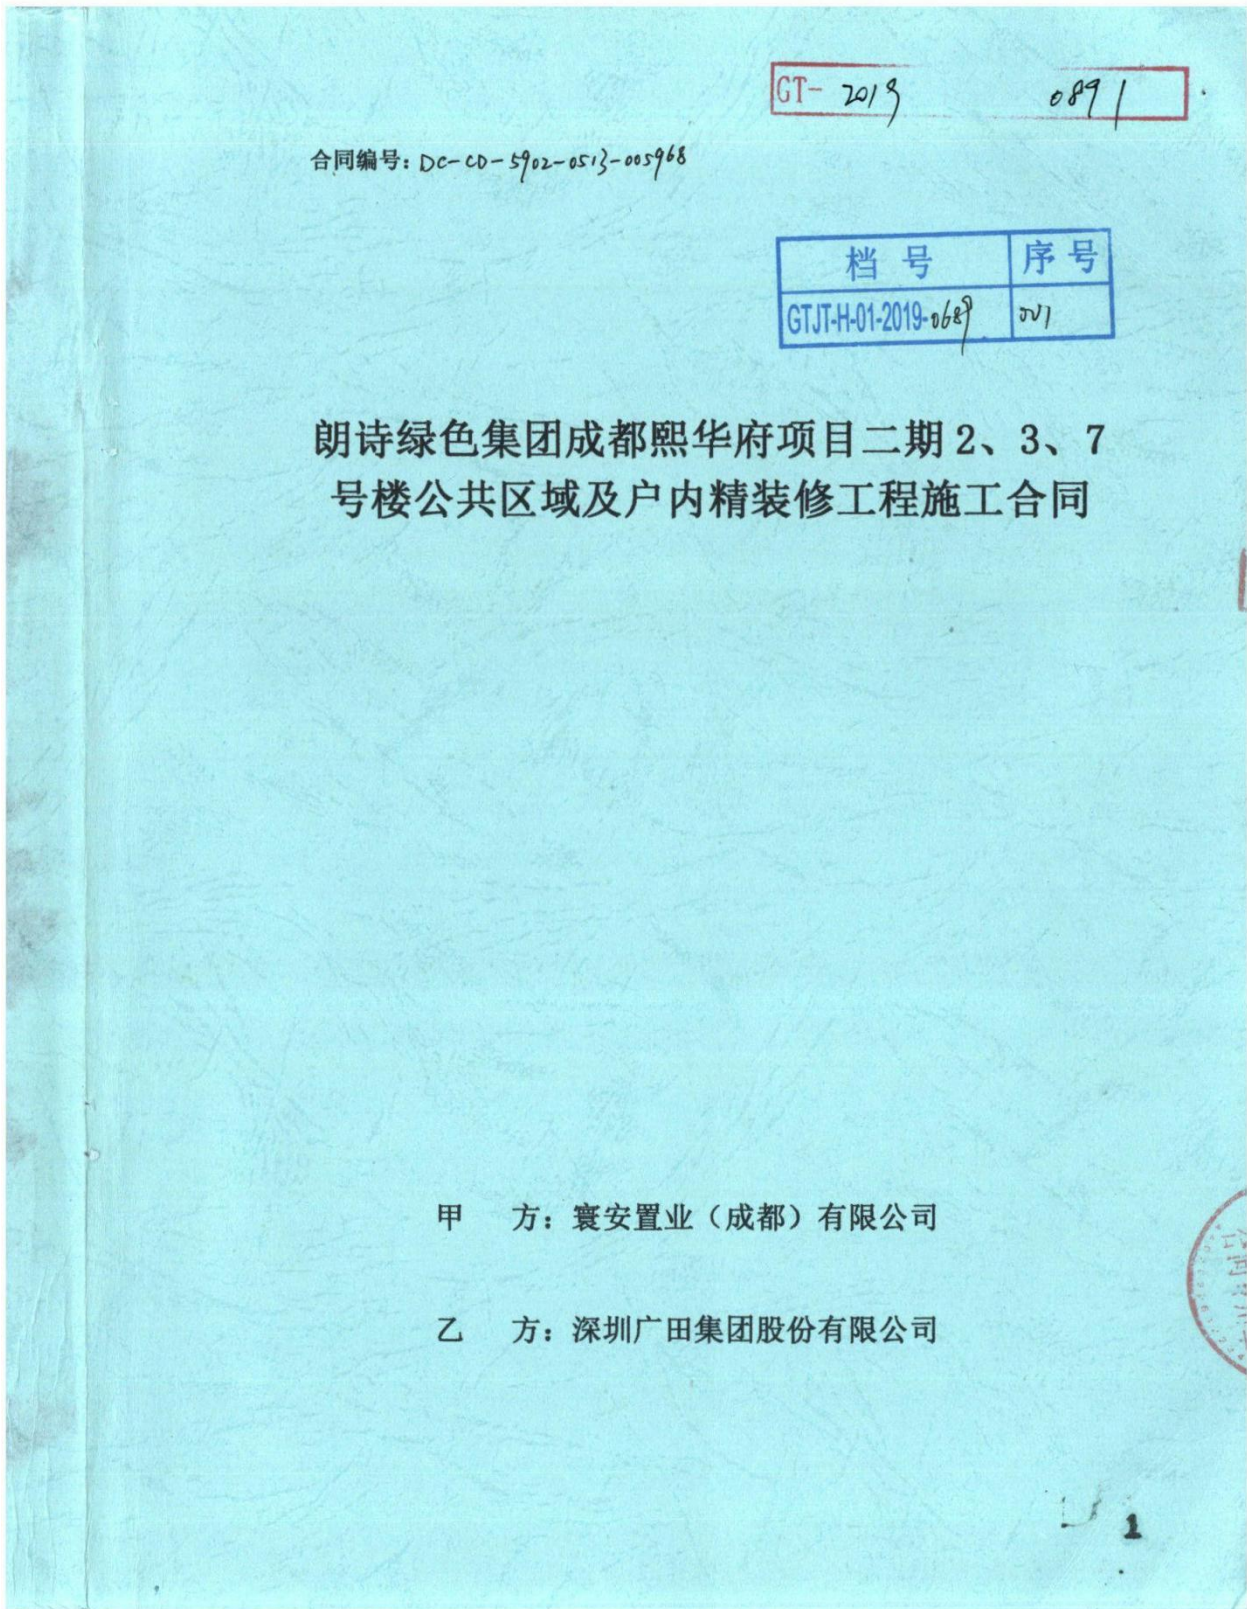 GT- 2019 0891
合同编号：DC-CD-5902-0513-005968
档号 序号
GTJT-H-01-2019-0689 001
朗诗绿色集团成都熙华府项目二期 2、3、7
号楼公共区域及户内精装修工程施工合同
甲 方：寰安置业（成都）有限公司
乙 方：深圳广田集团股份有限公司
1